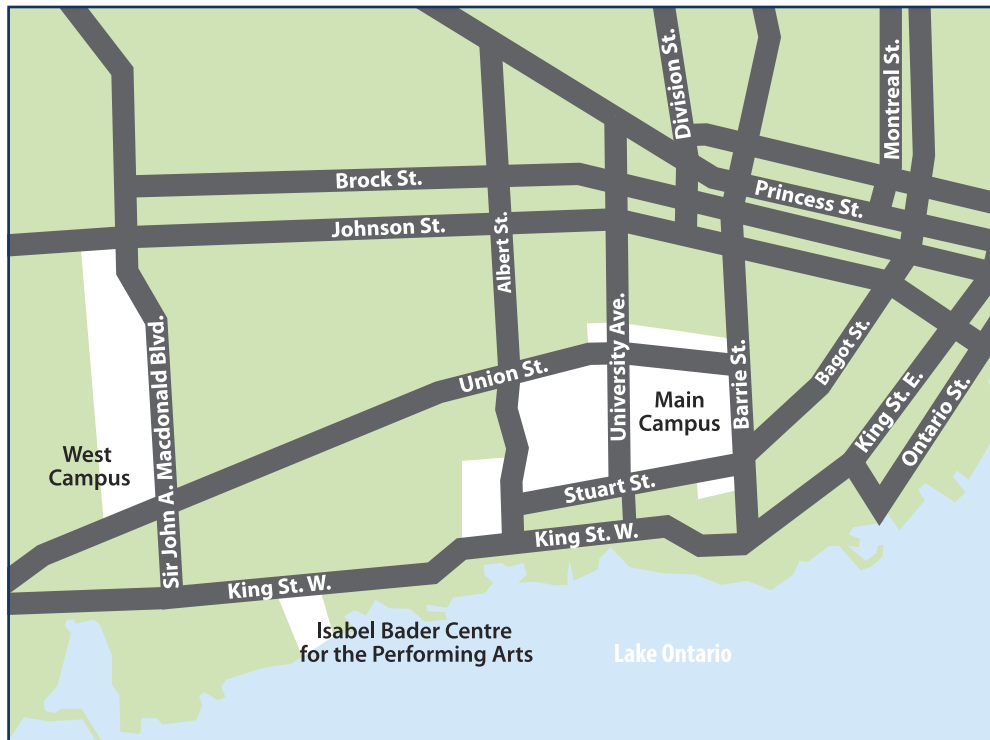 Division St.
Montreal St.
Brock St.
Princess St.
Johnson St.
Albert St.
University Ave.
Sir John A. Macdonald Blvd.
Union St.
Barrie St.
Bagot St.
King St. E.
Ontario St.
Main
Campus
West
Campus
Stuart St.
King St. W.
King St. W.
Isabel Bader Centre
for the Performing Arts
Lake Ontario